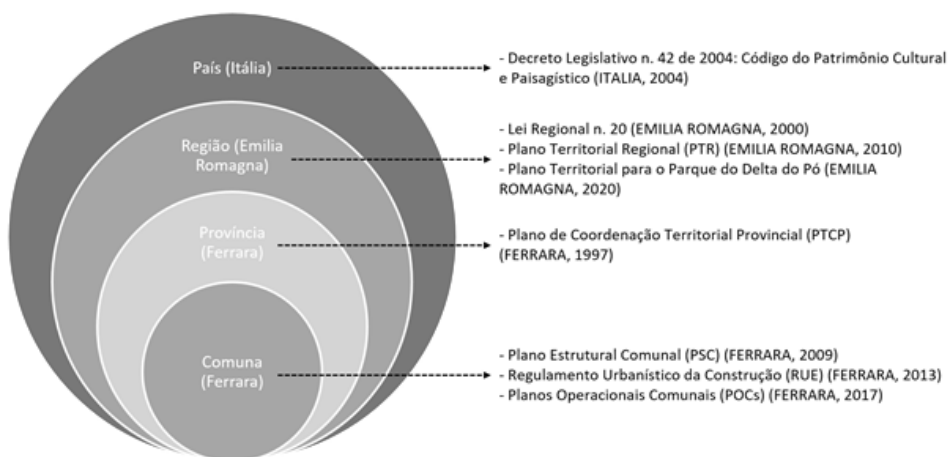 País (Itália)
- Decreto Legislativo n. 42 de 2004: Código do Patrimônio Cultural
e Paisagístico (ITALIA, 2004)
Região (Emilia
Romagna)
- Lei Regional n. 20 (EMILIA ROMAGNA, 2000)
- Plano Territorial Regional (PTR) (EMILIA ROMAGNA, 2010)
- Plano Territorial para o Parque do Delta do Pó (EMILIA
ROMAGNA, 2020)
Província
(Ferrara)
- Plano de Coordenação Territorial Provincial (PTCP)
(FERRARA, 1997)
Comuna
(Ferrara)
- Plano Estrutural Comunal (PSC) (FERRARA, 2009)
- Regulamento Urbanístico da Construção (RUE) (FERRARA, 2013)
- Planos Operacionais Comunais (POCs) (FERRARA, 2017)